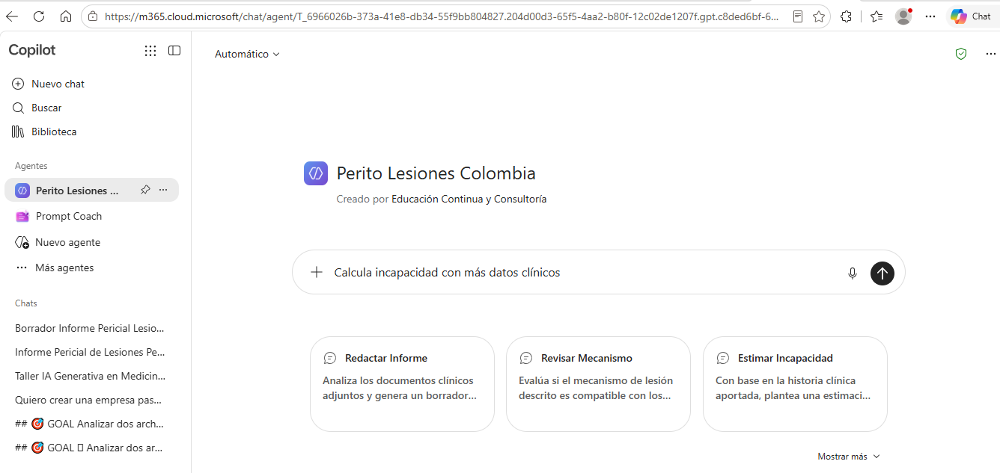 https://m365.cloud.microsoft/chat/agent/T_6966026b-373a-41e8-db34-55f9bb804827.204d00d3-65f5-4aa2-b80f-12c02de1207f.gpt.c8ded6bf-6...
Chat
Copilot
Nuevo chat
Buscar
Biblioteca
Agentes
Perito Lesiones ...
Prompt Coach
Nuevo agente
Más agentes
Chats
Borrador Informe Pericial Lesio...
Informe Pericial de Lesiones Pe...
Taller IA Generativa en Medicin...
Quiero crear una empresa pas...
## 🎯 GOAL Analizar dos arch...
## 🎯 GOAL ▯ Analizar dos ar...
Automático
Perito Lesiones Colombia
Creado por Educación Continua y Consultoría
Calcula incapacidad con más datos clínicos
Redactar Informe
Analiza los documentos clínicos
adjuntos y genera un borrador...
Revisar Mecanismo
Evalúa si el mecanismo de lesión
descrito es compatible con los...
Estimar Incapacidad
Con base en la historia clínica
aportada, plantea una estimaci...
Mostrar más